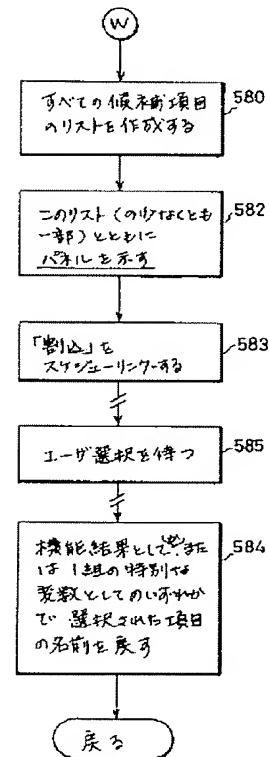 W
すべての候補項目
のリストを作成する
580
このリスト(の少なくとも
一部)とともに
パネルを示す
582
「割込」を
スケジューリングする
583
ユーザ選択を待つ
585
機能結果として、また
は1組の特別な
変数としてのいずれか
で選択された項目
の名前を戻す
584
戻る